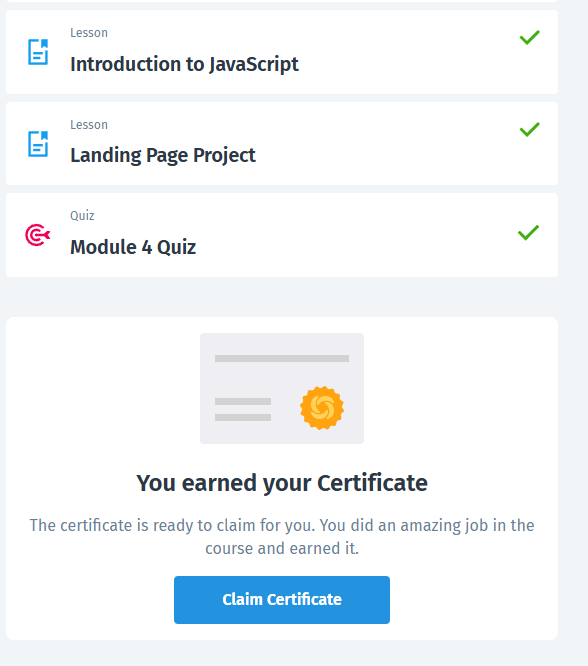 Lesson
Introduction to JavaScript
Lesson
Landing Page Project
Quiz
Module 4 Quiz
You earned your Certificate
The certificate is ready to claim for you. You did an amazing job in the
course and earned it.
Claim Certificate